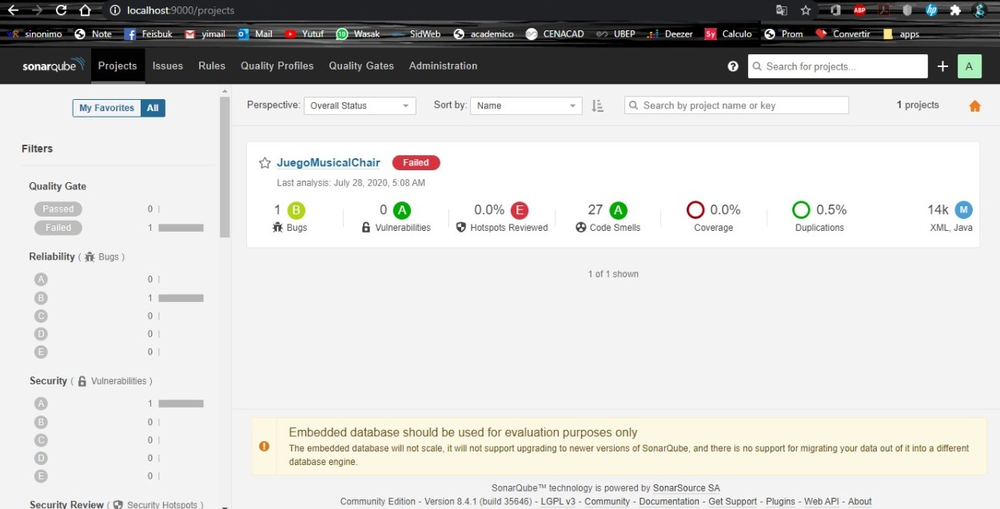 localhost:9000/projects
ABP
sinonimo Note Feisbuk yimail Mail Yutuf 10 Wasak SidWeb academico CENACAD UBEP Deezer Sy Calculo Prom Convertir apps
sonarqube Projects Issues Rules Quality Profiles Quality Gates Administration ? Search for projects... + A
My Favorites All
Perspective: Overall Status Sort by: Name Search by project name or key 1 projects
Filters
Quality Gate
Passed 0
Failed 1
Reliability ( Bugs )
A 0
B 1
C 0
D 0
E 0
Security ( Vulnerabilities )
A 1
B 0
C 0
D 0
E 0
Security Review ( Security Hotspots )
JuegoMusicalChair Failed
Last analysis: July 28, 2020, 5:08 AM
1 B 0 A 0.0% E 27 A 0.0% 0.5% 14k M
Bugs Vulnerabilities Hotspots Reviewed Code Smells Coverage Duplications XML, Java
1 of 1 shown
Embedded database should be used for evaluation purposes only
The embedded database will not scale, it will not support upgrading to newer versions of SonarQube, and there is no support for migrating your data out of it into a different
database engine.
SonarQube™ technology is powered by SonarSource SA
Community Edition - Version 8.4.1 (build 35646) - LGPL v3 - Community - Documentation - Get Support - Plugins - Web API - About